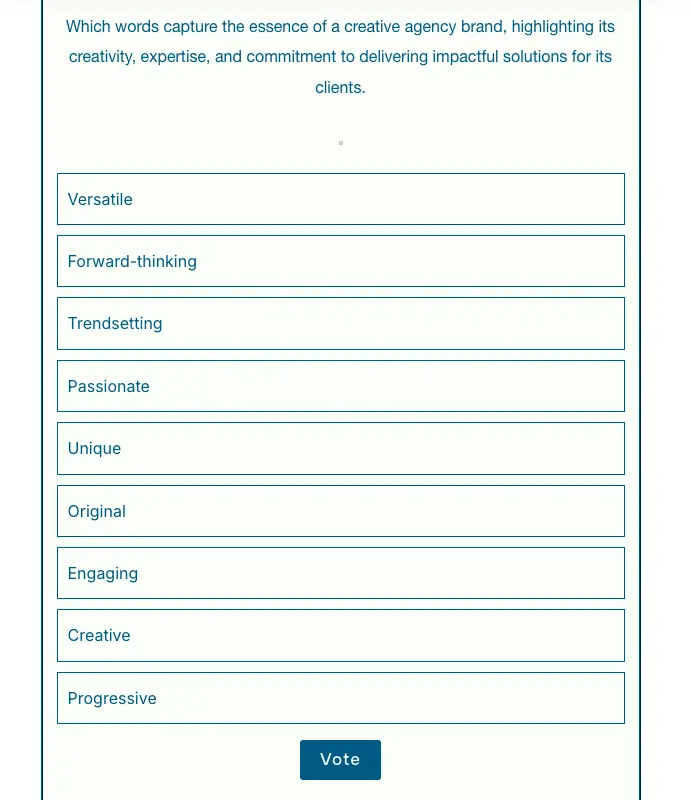 Which words capture the essence of a creative agency brand, highlighting its
creativity, expertise, and commitment to delivering impactful solutions for its
clients.
Versatile
Forward-thinking
Trendsetting
Passionate
Unique
Original
Engaging
Creative
Progressive
Vote